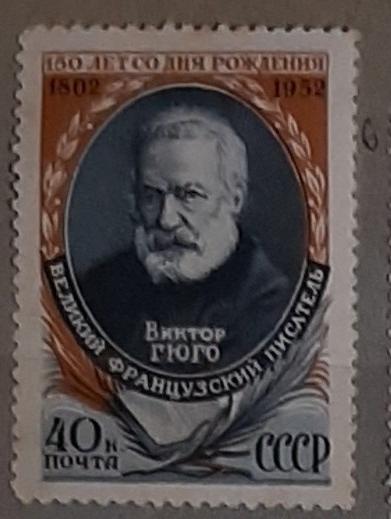 150 ЛЕТ СО ДНЯ РОЖДЕНИЯ
1802 1952
ВИКТОР
ГЮГО
ВЕЛИКИЙ ФРАНЦУЗСКИЙ ПИСАТЕЛЬ
40 К.
ПОЧТА
СССР